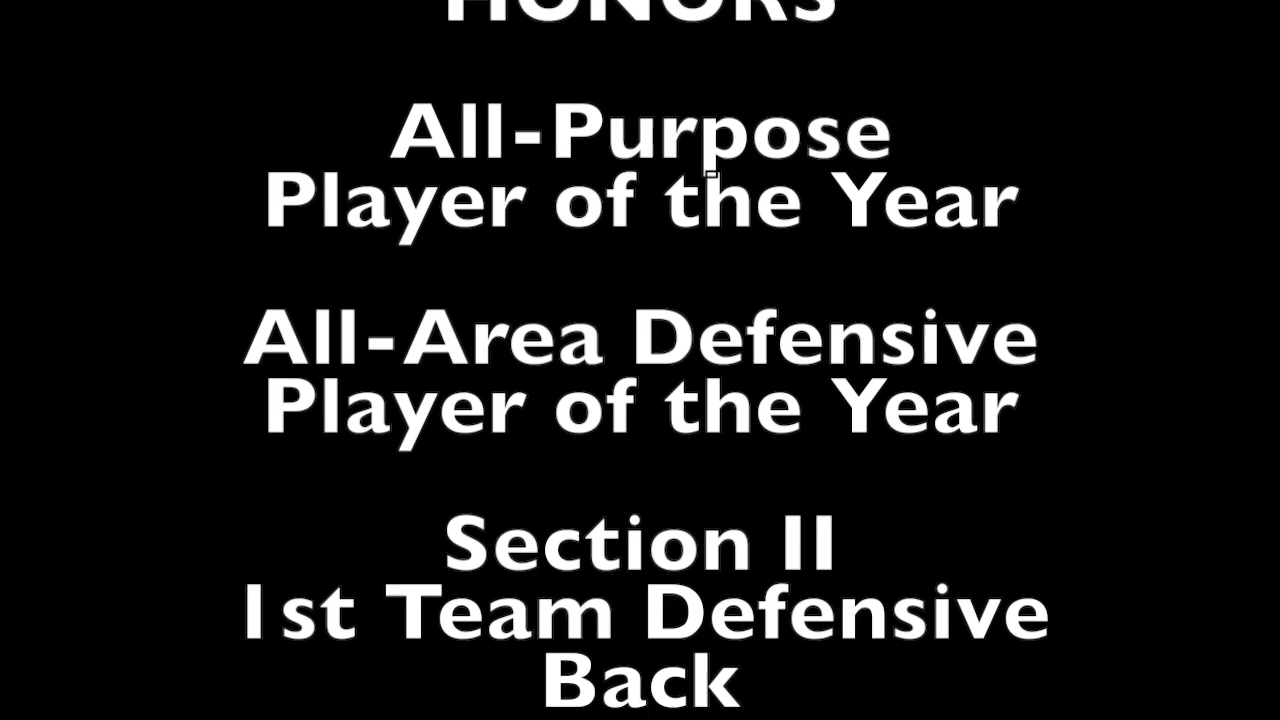 HONORS
All-Purpose
Player of the Year
All-Area Defensive
Player of the Year
Section II
1st Team Defensive
Back